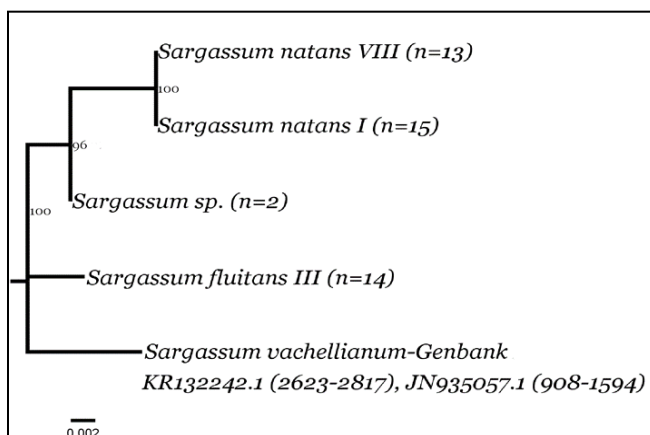 Sargassum natans VIII (n=13)
100
Sargassum natans I (n=15)
96
Sargassum sp. (n=2)
100
Sargassum fluitans III (n=14)
Sargassum vachellianum-Genbank
KR132242.1 (2623-2817), JN935057.1 (908-1594)
0.002